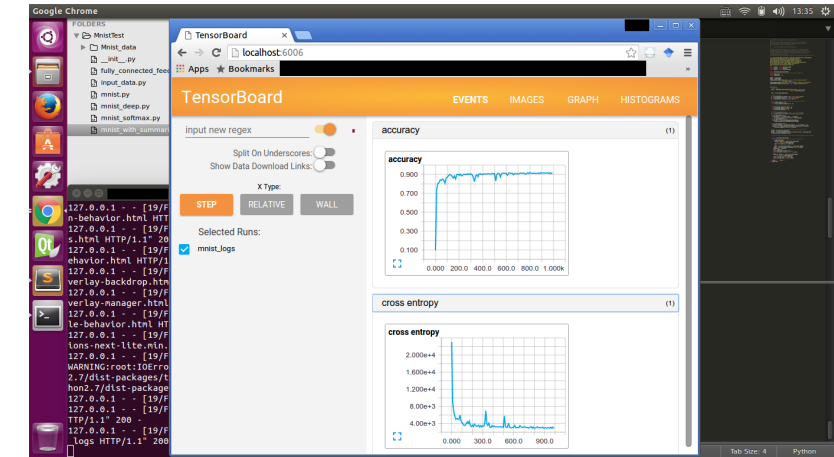 Google Chrome
13:35
FOLDERS
MnistTest
Mnist_data
__init__.py
fully_connected_feed
input_data.py
mnist.py
mnist_deep.py
mnist_softmax.py
mnist_with_summar
TensorBoard
localhost:6006
Apps
Bookmarks
»
TensorBoard
EVENTS
IMAGES
GRAPH
HISTOGRAMS
input new regex
Split On Underscores:
Show Data Download Links:
X Type:
STEP
RELATIVE
WALL
Selected Runs:
mnist_logs
accuracy
(1)
accuracy
0.900
0.700
0.500
0.300
0.100
0.000 200.0 400.0 600.0 800.0 1.000k
cross entropy
(1)
cross entropy
2.000e+4
1.600e+4
1.200e+4
8.00e+3
4.00e+3
0.000 300.0 600.0 900.0
127.0.0.1 - - [19/F
n-behavior.html HTT
127.0.0.1 - - [19/F
s.html HTTP/1.1" 20
127.0.0.1 - - [19/F
ehavior.html HTTP/1
127.0.0.1 - - [19/F
verlay-backdrop.htm
127.0.0.1 - - [19/F
verlay-manager.html
127.0.0.1 - - [19/F
le-behavior.html HT
127.0.0.1 - - [19/F
ions-next-lite.min.
WARNING:root:IOErro
2.7/dist-packages/t
hon2.7/dist-package
127.0.0.1 - - [19/F
127.0.0.1 - - [19/F
TTP/1.1" 200 -
127.0.0.1 - - [19/F
_logs HTTP/1.1" 200
Tab Size: 4
Python